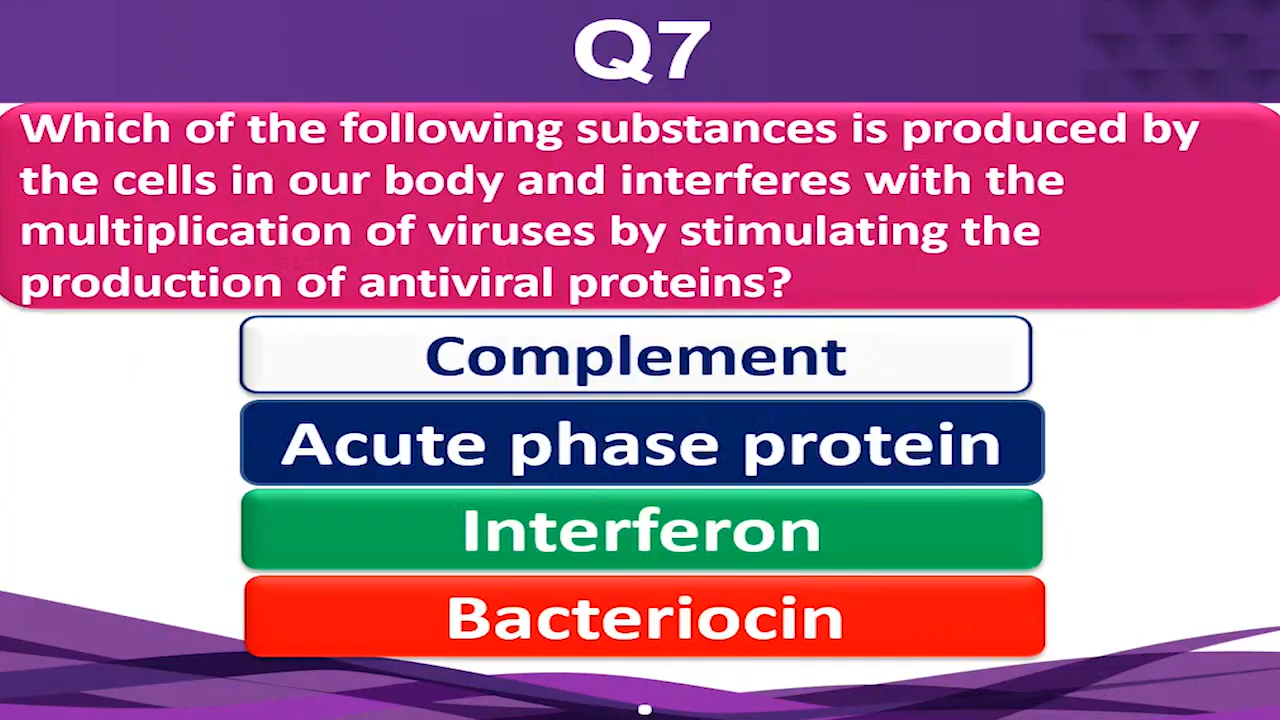 Q7
Which of the following substances is produced by
the cells in our body and interferes with the
multiplication of viruses by stimulating the
production of antiviral proteins?
Complement
Acute phase protein
Interferon
Bacteriocin